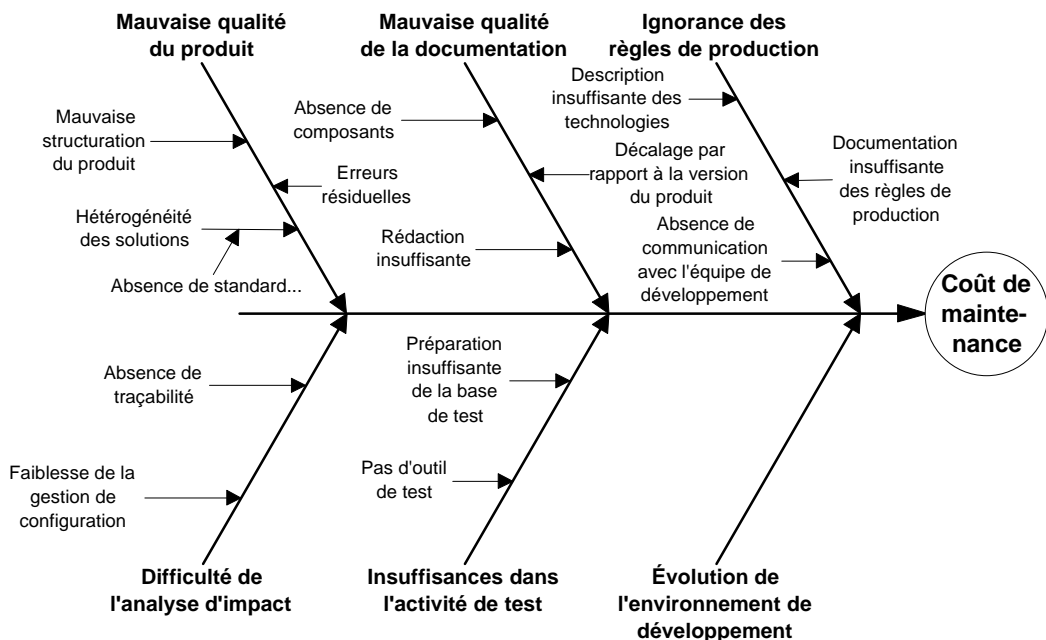 Mauvaise qualité
du produit
Mauvaise qualité
de la documentation
Ignorance des
règles de production
Mauvaise
structuration
du produit
Erreurs
résiduelles
Hétérogénéité
des solutions
Absence de standard...
Absence de
composants
Décalage par
rapport à la version
du produit
Rédaction
insuffisante
Description
insuffisante des
technologies
Documentation
insuffisante
des règles de
production
Absence de
communication
avec l'équipe de
développement
Coût de
mainte-
nance
Absence de
traçabilité
Faiblesse de la
gestion de
configuration
Préparation
insuffisante
de la base
de test
Pas d'outil
de test
Difficulté de
l'analyse d'impact
Insuffisances dans
l'activité de test
Évolution de
l'environnement de
développement